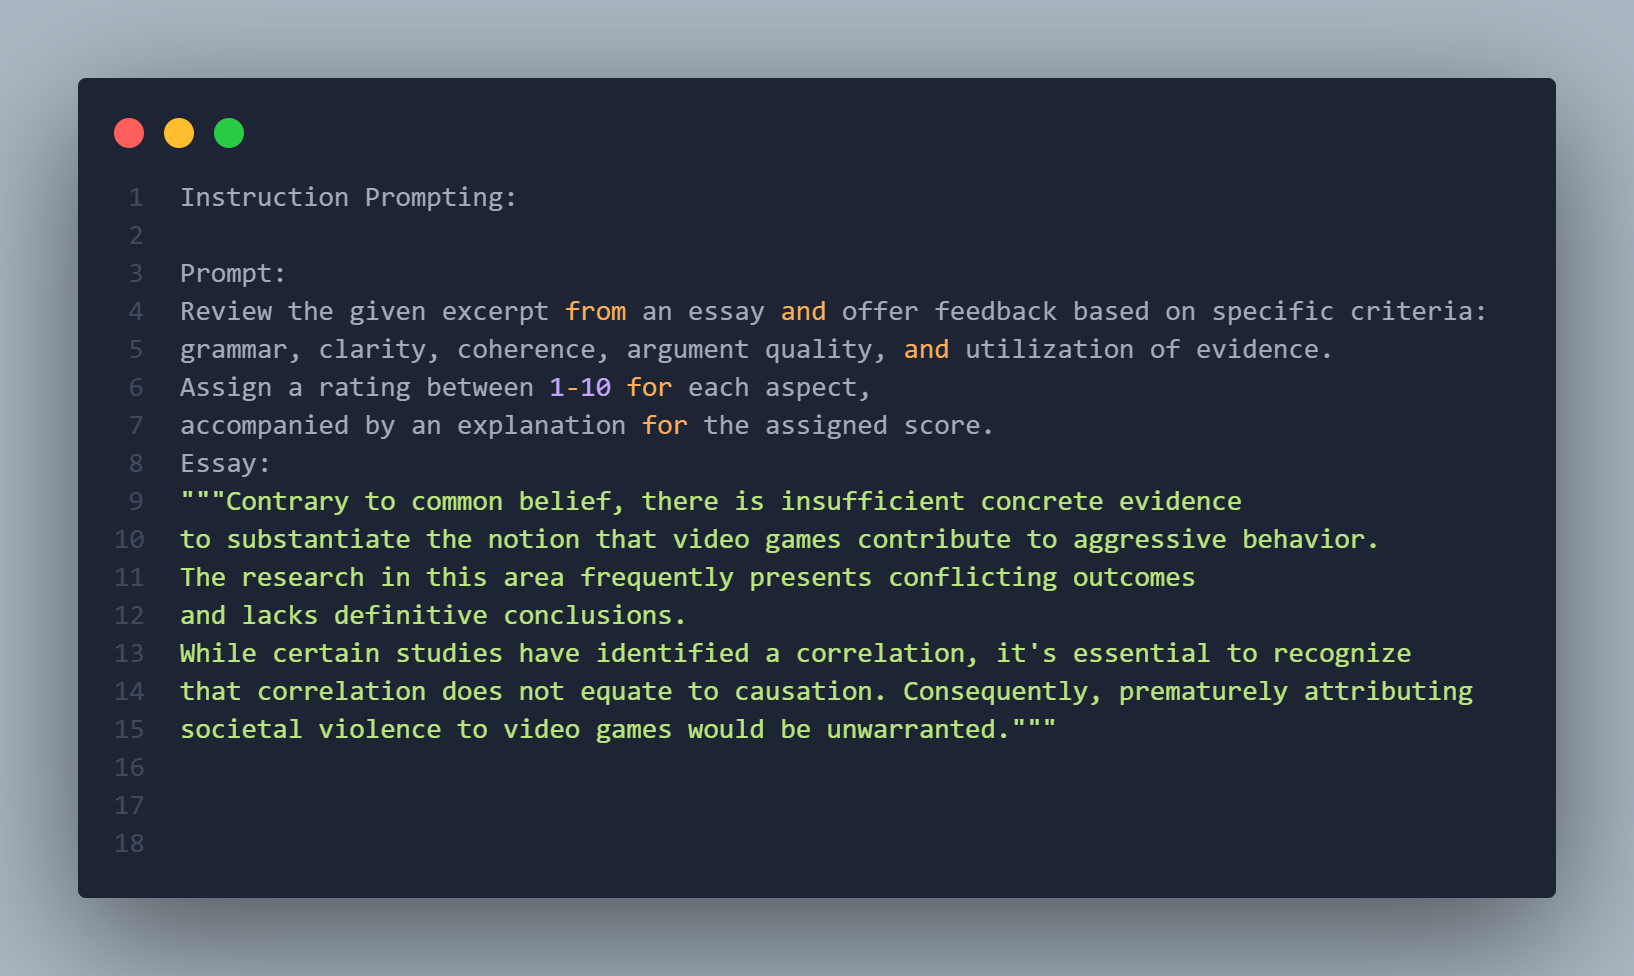 1 Instruction Prompting:
2
3 Prompt:
4 Review the given excerpt from an essay and offer feedback based on specific criteria:
5 grammar, clarity, coherence, argument quality, and utilization of evidence.
6 Assign a rating between 1-10 for each aspect,
7 accompanied by an explanation for the assigned score.
8 Essay:
9 """Contrary to common belief, there is insufficient concrete evidence
10 to substantiate the notion that video games contribute to aggressive behavior.
11 The research in this area frequently presents conflicting outcomes
12 and lacks definitive conclusions.
13 While certain studies have identified a correlation, it's essential to recognize
14 that correlation does not equate to causation. Consequently, prematurely attributing
15 societal violence to video games would be unwarranted."""
16
17
18